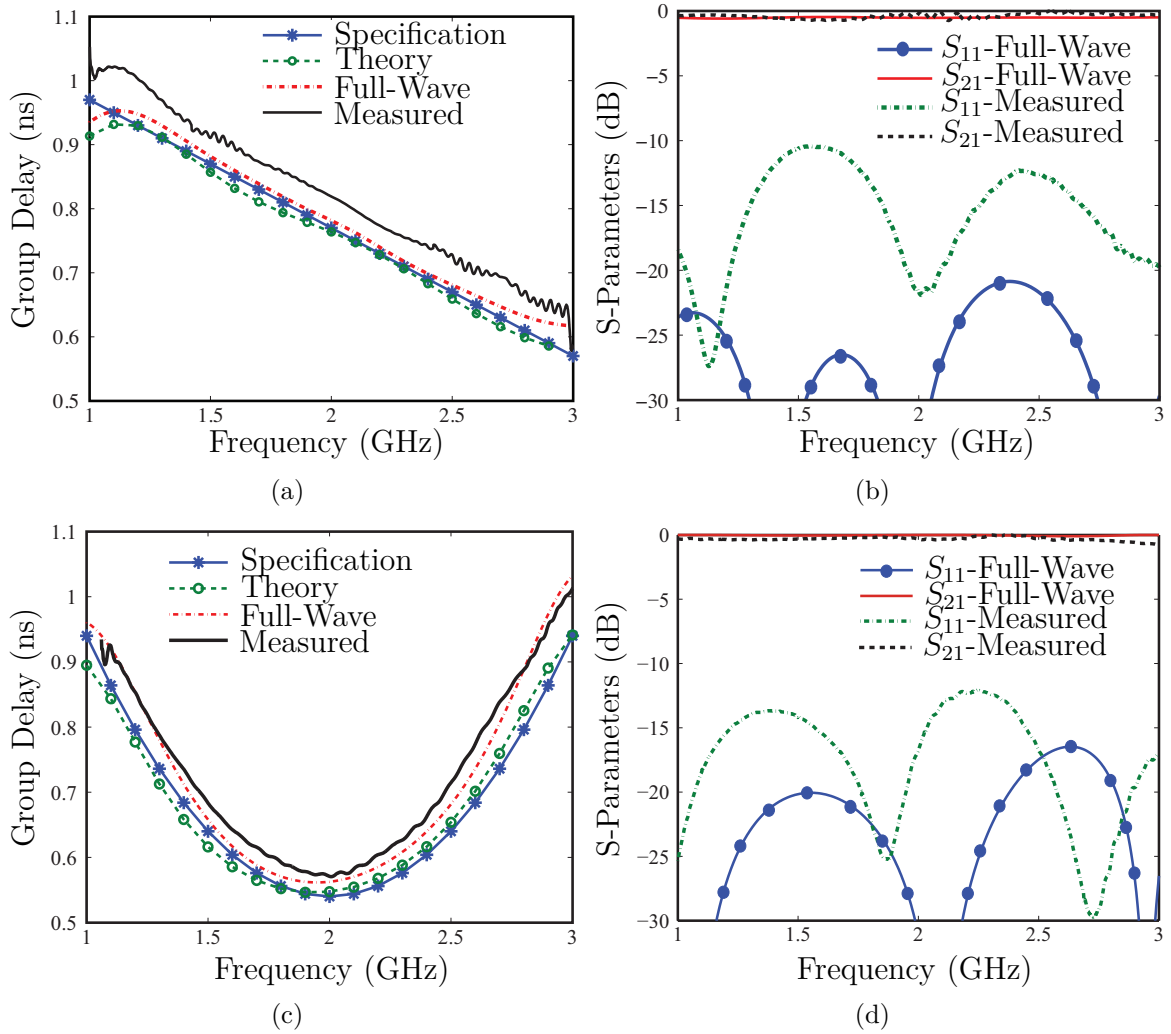 1.1
1
0.9
0.8
0.7
0.6
0.5
Group Delay (ns)
Specification
Theory
Full-Wave
Measured
1
1.5
2
2.5
3
Frequency (GHz)
(a)
0
−5
−10
−15
−20
−25
−30
S-Parameters (dB)
S11-Full-Wave
S21-Full-Wave
S11-Measured
S21-Measured
1
1.5
2
2.5
3
Frequency (GHz)
(b)
1.1
1
0.9
0.8
0.7
0.6
0.5
Group Delay (ns)
Specification
Theory
Full-Wave
Measured
1
1.5
2
2.5
3
Frequency (GHz)
(c)
0
−5
−10
−15
−20
−25
−30
S-Parameters (dB)
S11-Full-Wave
S21-Full-Wave
S11-Measured
S21-Measured
1
1.5
2
2.5
3
Frequency (GHz)
(d)